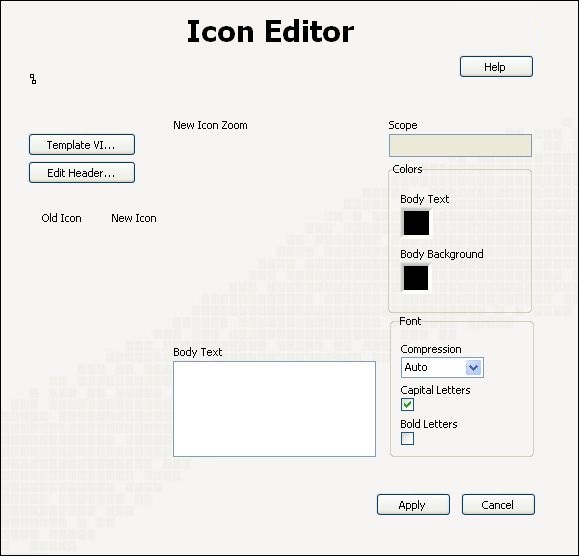 Icon Editor
Help
New Icon Zoom
Scope
Template VI...
Edit Header...
Colors
Body Text
Old Icon
New Icon
Body Background
Font
Compression
Body Text
Auto
Capital Letters
Bold Letters
Apply
Cancel